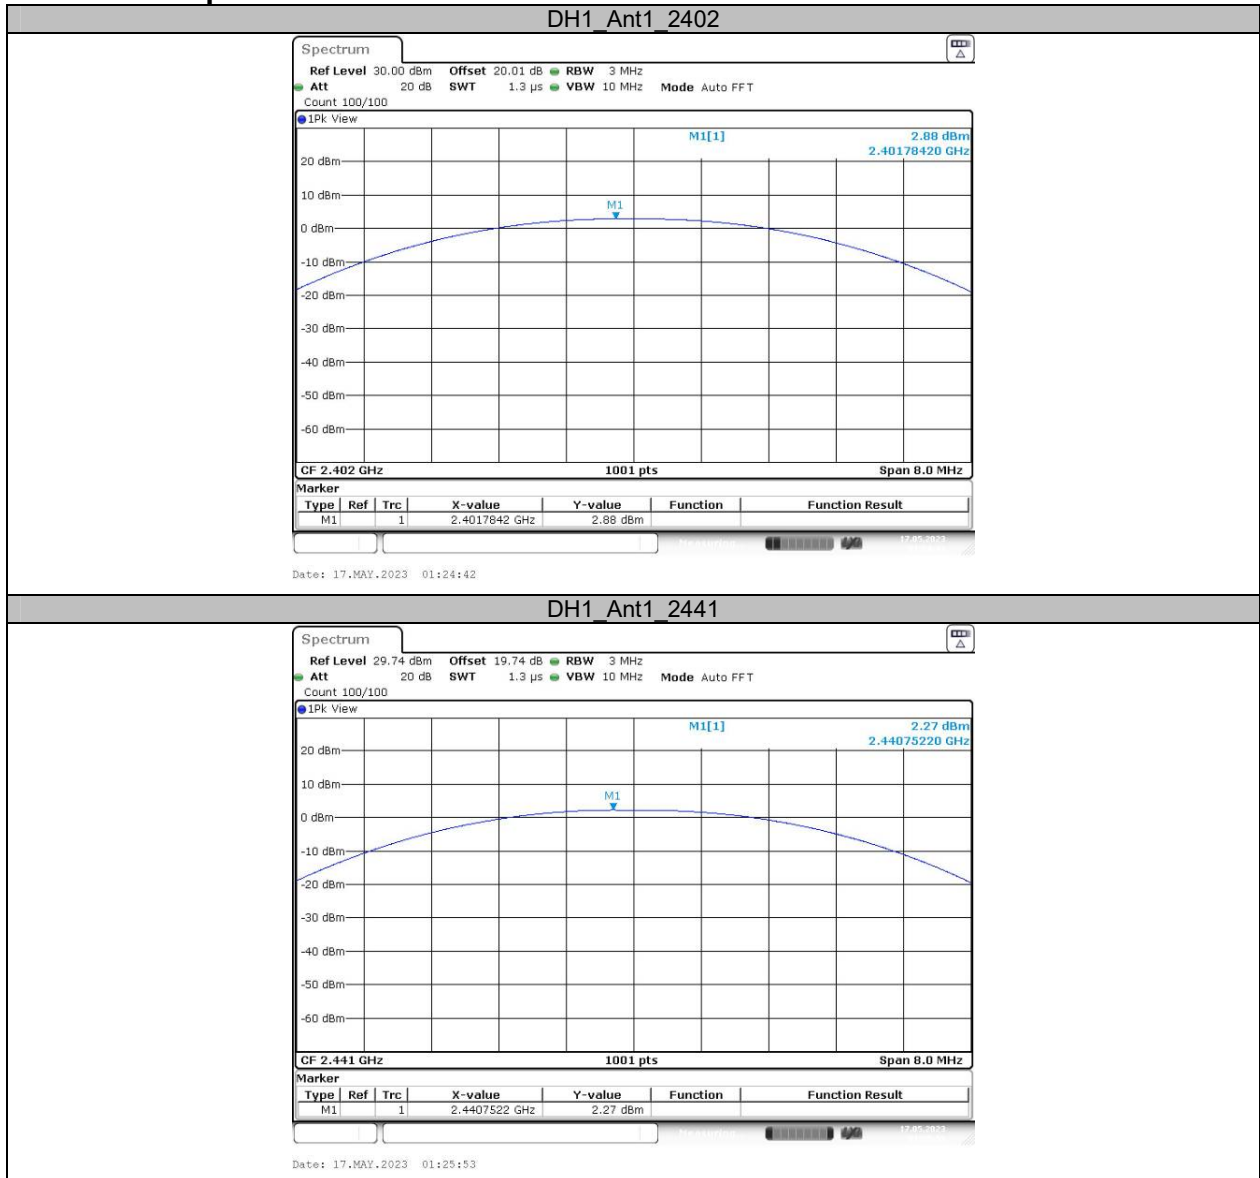 DH1_Ant1_2402
Spectrum
Ref Level 30.00 dBm Offset 20.01 dB RBW 3 MHz
Att 20 dB SWT 1.3 µs VBW 10 MHz Mode Auto FFT
Count 100/100
1Pk View
M1[1] 2.88 dBm
2.40178420 GHz
20 dBm
10 dBm
M1
0 dBm
-10 dBm
-20 dBm
-30 dBm
-40 dBm
-50 dBm
-60 dBm
CF 2.402 GHz 1001 pts Span 8.0 MHz
Marker
Type Ref Trc X-value Y-value Function Function Result
M1 1 2.4017842 GHz 2.88 dBm
17.05.2023
Date: 17.MAY.2023 01:24:42
DH1_Ant1_2441
Spectrum
Ref Level 29.74 dBm Offset 19.74 dB RBW 3 MHz
Att 20 dB SWT 1.3 µs VBW 10 MHz Mode Auto FFT
Count 100/100
1Pk View
M1[1] 2.27 dBm
2.44075220 GHz
20 dBm
10 dBm
M1
0 dBm
-10 dBm
-20 dBm
-30 dBm
-40 dBm
-50 dBm
-60 dBm
CF 2.441 GHz 1001 pts Span 8.0 MHz
Marker
Type Ref Trc X-value Y-value Function Function Result
M1 1 2.4407522 GHz 2.27 dBm
17.05.2023
Date: 17.MAY.2023 01:25:53